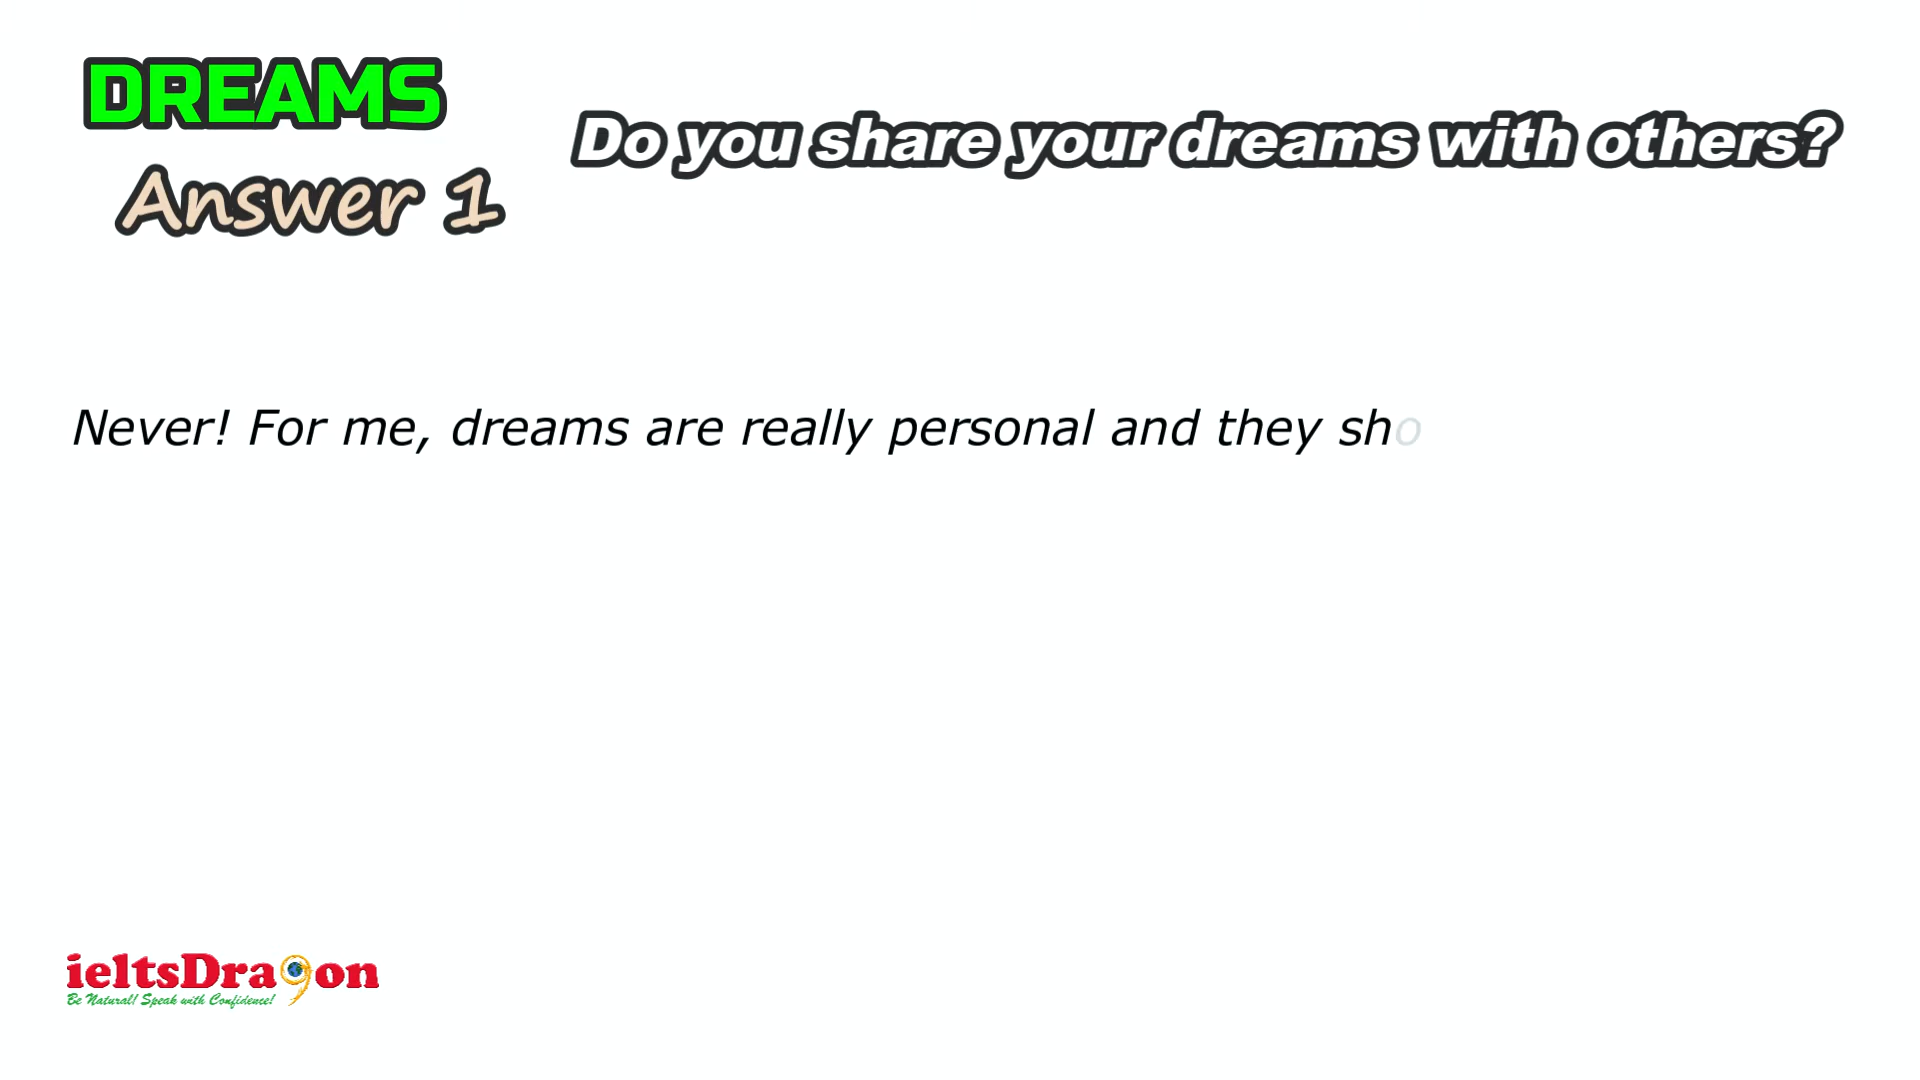 DREAMS
Do you share your dreams with others?
Answer 1
Never! For me, dreams are really personal and they sho
ieltsDra9on
Be Natural! Speak with Confidence!